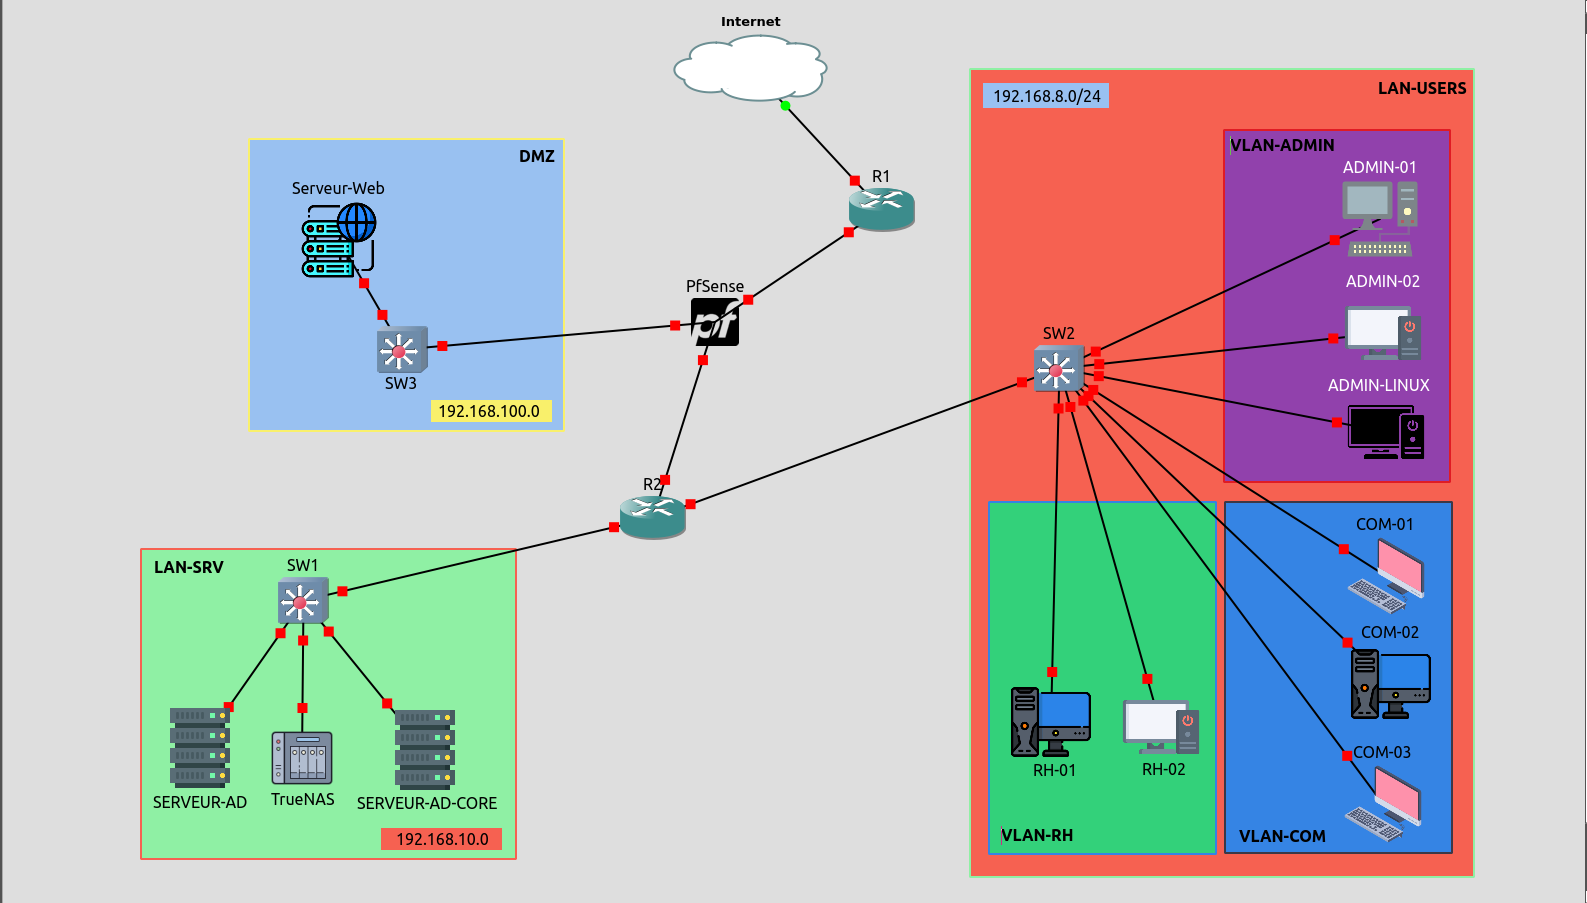 Internet
192.168.8.0/24
LAN-USERS
VLAN-ADMIN
ADMIN-01
DMZ
Serveur-Web
R1
PfSense
pf
ADMIN-02
SW2
SW3
192.168.100.0
ADMIN-LINUX
R2
COM-01
LAN-SRV
SW1
COM-02
COM-03
RH-01
RH-02
SERVEUR-AD
TrueNAS
SERVEUR-AD-CORE
192.168.10.0
VLAN-RH
VLAN-COM